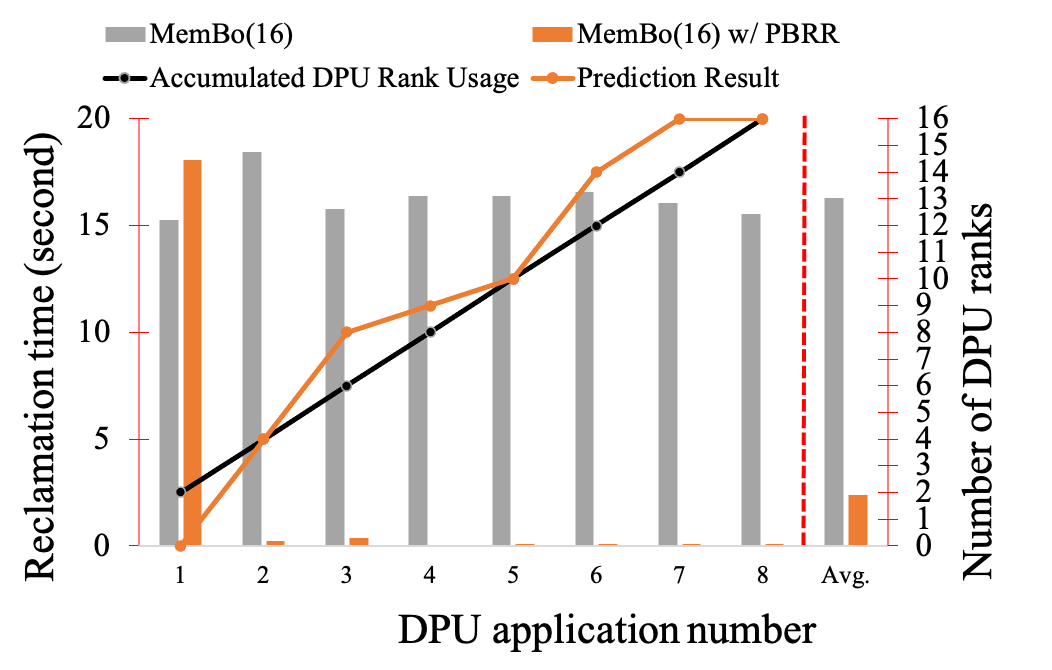 MemBo(16)
MemBo(16) w/ PBRR
Accumulated DPU Rank Usage
Prediction Result
Reclamation time (second)
20
15
10
5
0
16
15
14
13
12
11
10
9
8
7
6
5
4
3
2
1
0
Number of DPU ranks
1 2 3 4 5 6 7 8 Avg.
DPU application number